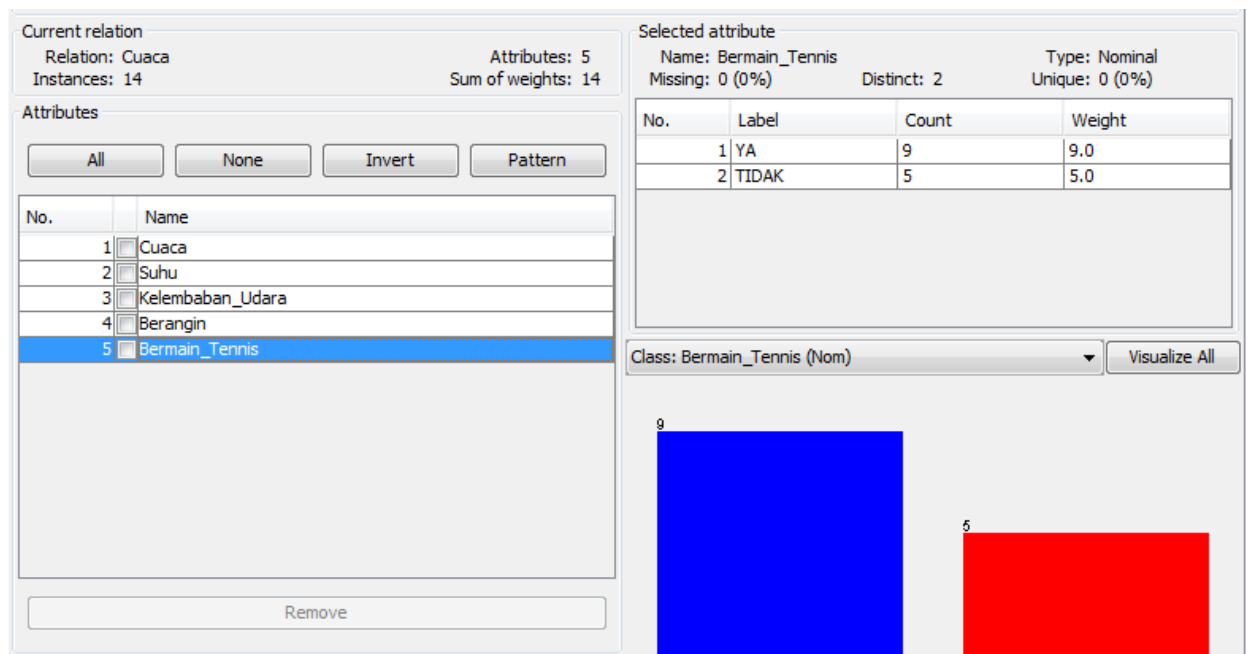 Current relation
Relation: Cuaca Attributes: 5
Instances: 14 Sum of weights: 14
Attributes
All None Invert Pattern
No. Name
1 Cuaca
2 Suhu
3 Kelembaban_Udara
4 Berangin
5 Bermain_Tennis
Remove
Selected attribute
Name: Bermain_Tennis Type: Nominal
Missing: 0 (0%) Distinct: 2 Unique: 0 (0%)
No. Label Count Weight
1 YA 9 9.0
2 TIDAK 5 5.0
Class: Bermain_Tennis (Nom) Visualize All
9
5